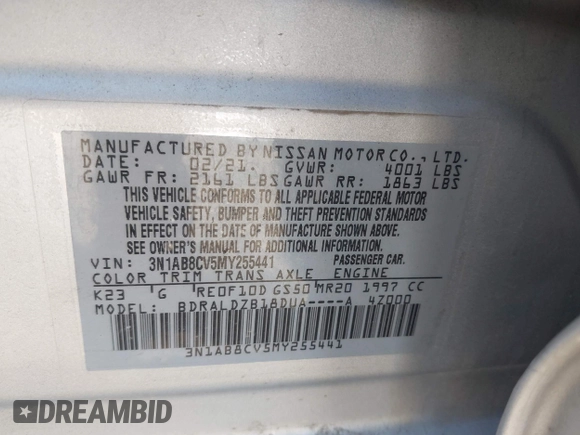 MANUFACTURED BY NISSAN MOTOR CO., LTD.
DATE: 02/21. GVWR: 4001 LBS
GAWR FR: 2161 LBS GAWR RR: 1863 LBS
THIS VEHICLE CONFORMS TO ALL APPLICABLE FEDERAL MOTOR
VEHICLE SAFETY, BUMPER AND THEFT PREVENTION STANDARDS
IN EFFECT ON THE DATE OF MANUFACTURE SHOWN ABOVE.
SEE OWNER'S MANUAL FOR ADDITIONAL INFORMATION
VIN: 3N1AB8CV5MY255441 PASSENGER CAR.
COLOR TRIM TRANS AXLE ENGINE
K23 'G RE0F10D GS50 MR20 1997 CC
MODEL: BDRALDZB18DUA----A 4Z000
3N1AB8CV5MY255441
DREAMBID